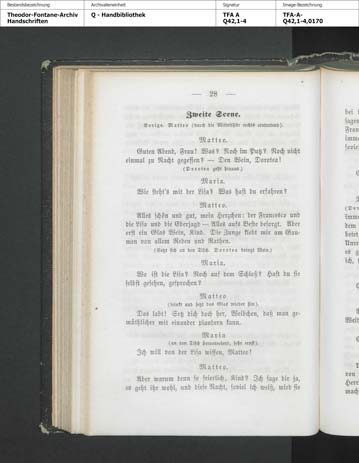 Bestandsbezeichnung
Archivalieneinheit
Signatur
Image-Bezeichnung
Theodor-Fontane-Archiv
Handschriften
Q - Handbibliothek
TFA A
Q42,1-4
TFA-A-
Q42,1-4,0170
— 28 —
Zweite Scene.
Vorige. Matteo (durch die Mittelthür rechts eintretend).
Matteo.
Guten Abend, Frau! Was? Noch im Putz? Noch nicht
einmal zu Nacht gegessen? — Den Wein, Dorotea!
(Dorotea geht hinaus.)
Maria.
Wie steht's mit der Lisa? Was hast du erfahren?
Matteo.
Alles schön und gut, mein Herzchen: der Francesco und
die Lisa und die Eberjagd — Alles aufs Beste besorgt. Aber
erst ein Glas Wein, Kind. Die Zunge klebt mir am Gau-
men von allem Reden und Rathen.
(Setzt sich an den Tisch. Dorotea bringt Wein.)
Maria.
Wo ist die Lisa? Noch auf dem Schloß? Hast du sie
selbst gesehen, gesprochen?
Matteo
(trinkt und setzt das Glas wieder hin).
Das labt! Setz dich doch her, Weibchen, daß man ge-
müthlicher mit einander plaudern kann.
Maria
(an den Tisch herantretend, sehr ernst).
Ich will von der Lisa wissen, Matteo!
Matteo.
Aber warum denn so feierlich, Kind? Ich sage dir ja,
es geht ihr wohl, und diese Nacht, soviel ich weiß, wird sie